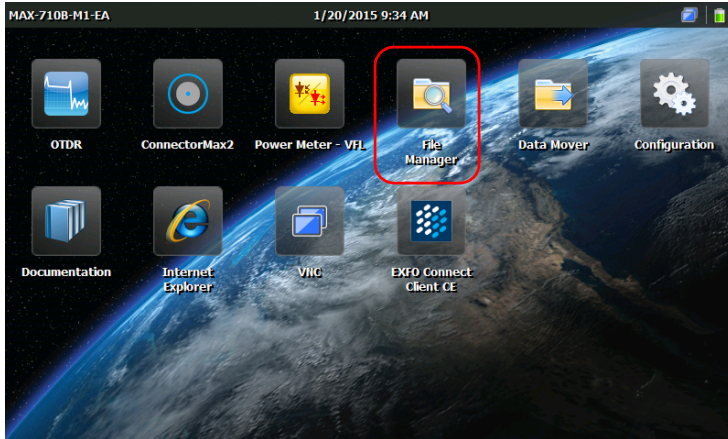 MAX-710B-M1-EA 1/20/2015 9:34 AM
OTDR
ConnectorMax2
Power Meter - VFL
File
Manager
Data Mover
Configuration
Documentation
Internet
Explorer
VNC
EXFO Connect
Client CE